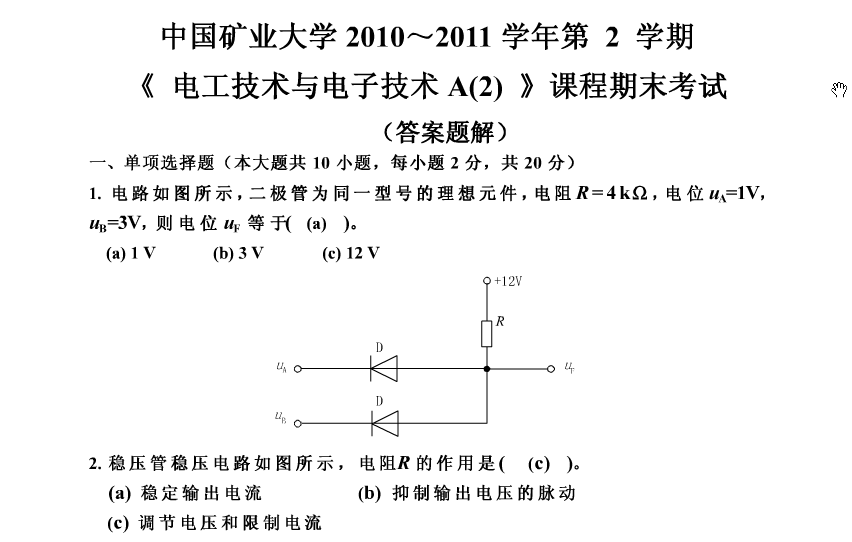 中国矿业大学 2010～2011 学年第 2 学期
《 电工技术与电子技术 A(2) 》课程期末考试
（答案题解）
一、单项选择题（本大题共 10 小题，每小题 2 分，共 20 分）
1. 电路如图所示，二极管为同一型号的理想元件，电阻 R=4kΩ，电位 uA=1V，
uB=3V，则电位 uF 等于( (a) )。
(a) 1 V (b) 3 V (c) 12 V
+12V
R
D
uA
uF
D
uB
2. 稳压管稳压电路如图所示，电阻R 的作用是( (c) )。
(a) 稳定输出电流 (b) 抑制输出电压的脉动
(c) 调节电压和限制电流